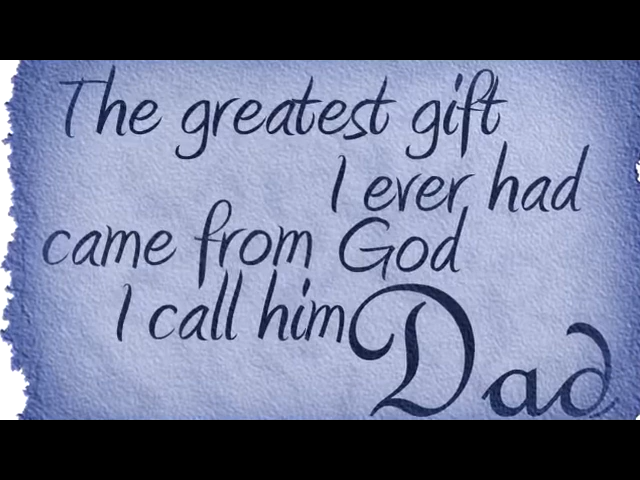 The greatest gift
I ever had
came from God
I call him Dad